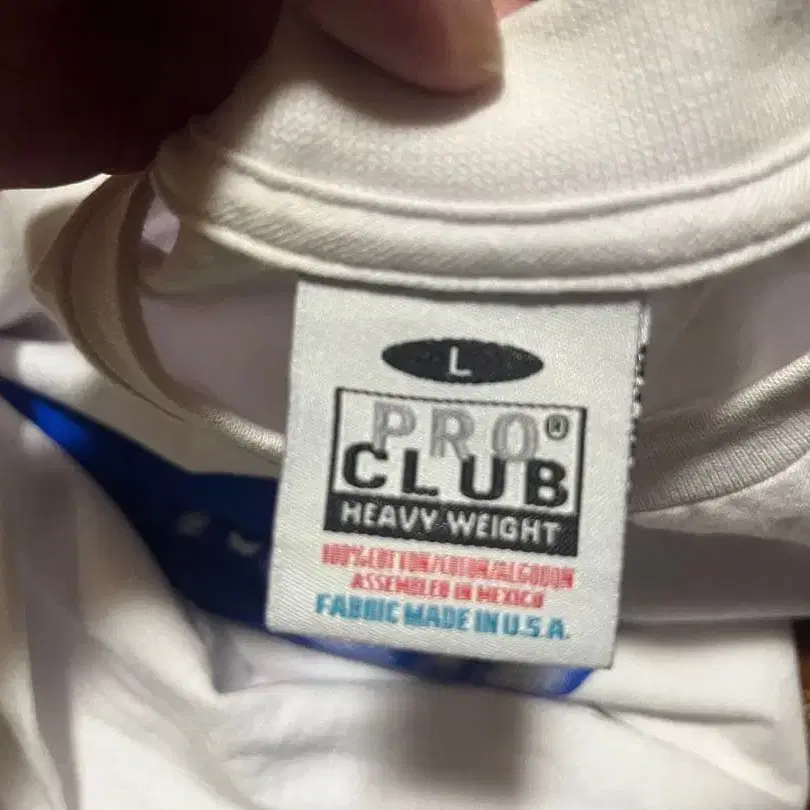 L
PRO®
CLUB
HEAVY WEIGHT
100% COTTON/COTON/ALGODON
ASSEMBLED IN MEXICO
FABRIC MADE IN U.S.A.